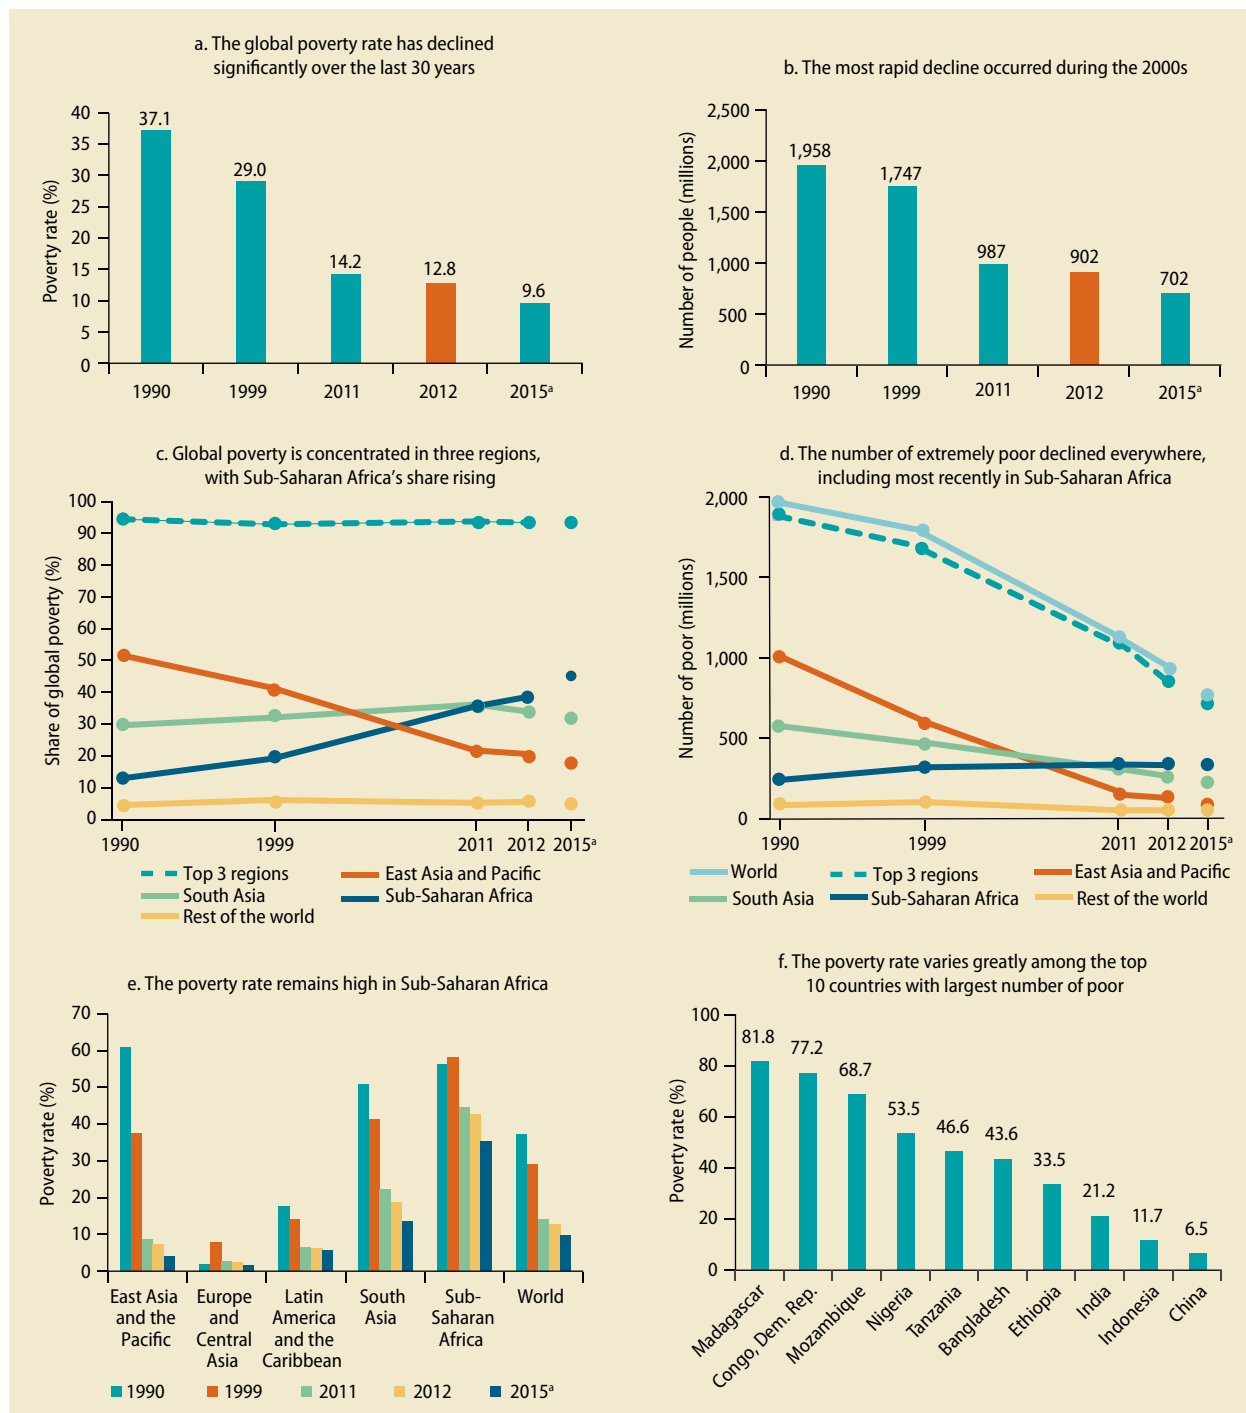 a. The global poverty rate has declined
significantly over the last 30 years
Poverty rate (%)
40
35
30
25
20
15
10
5
0
37.1
29.0
14.2
12.8
9.6
1990
1999
2011
2012
2015ᵃ
b. The most rapid decline occurred during the 2000s
Number of people (millions)
2,500
2,000
1,500
1,000
500
0
1,958
1,747
987
902
702
1990
1999
2011
2012
2015ᵃ
c. Global poverty is concentrated in three regions,
with Sub-Saharan Africa’s share rising
Share of global poverty (%)
100
90
80
70
60
50
40
30
20
10
0
1990
1999
2011
2012
2015ᵃ
Top 3 regions
East Asia and Pacific
South Asia
Sub-Saharan Africa
Rest of the world
d. The number of extremely poor declined everywhere,
including most recently in Sub-Saharan Africa
Number of poor (millions)
2,000
1,500
1,000
500
0
1990
1999
2011
2012
2015ᵃ
World
Top 3 regions
East Asia and Pacific
South Asia
Sub-Saharan Africa
Rest of the world
e. The poverty rate remains high in Sub-Saharan Africa
Poverty rate (%)
70
60
50
40
30
20
10
0
East Asia
and the
Pacific
Europe
and
Central
Asia
Latin
America
and the
Caribbean
South
Asia
Sub-
Saharan
Africa
World
1990
1999
2011
2012
2015ᵃ
f. The poverty rate varies greatly among the top
10 countries with largest number of poor
Poverty rate (%)
100
80
60
40
20
0
81.8
77.2
68.7
53.5
46.6
43.6
33.5
21.2
11.7
6.5
Madagascar
Congo, Dem. Rep.
Mozambique
Nigeria
Tanzania
Bangladesh
Ethiopia
India
Indonesia
China